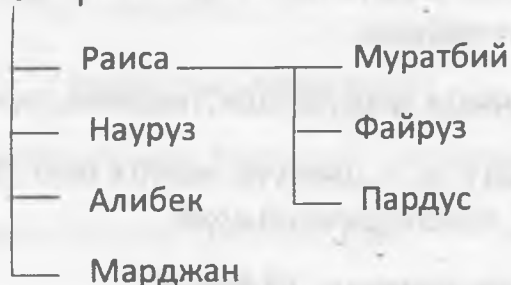 Раиса Муратбий
Науруз Файруз
Алибек Пардус
Марджан